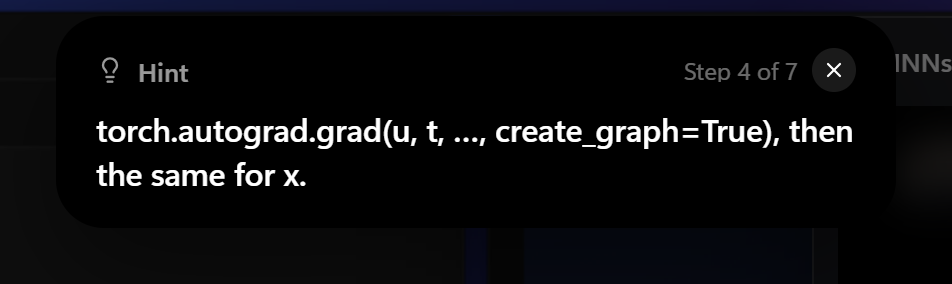 Hint
Step 4 of 7
torch.autograd.grad(u, t, ..., create_graph=True), then
the same for x.